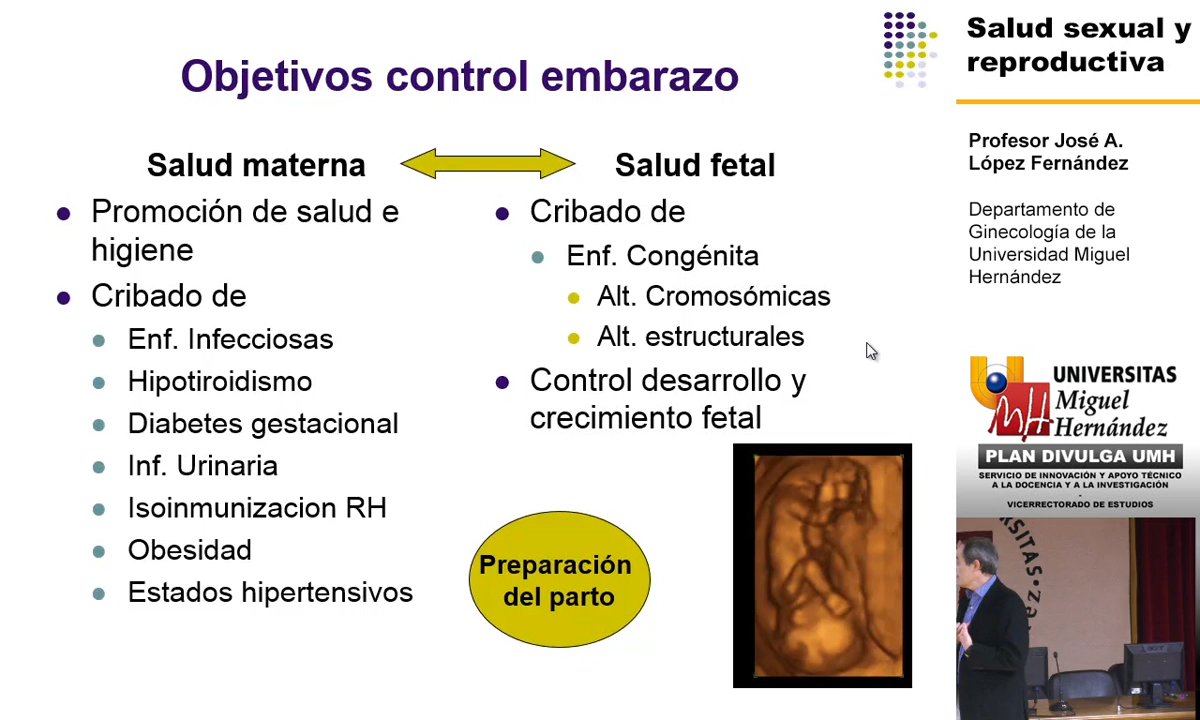 Objetivos control embarazo
Salud materna
Promoción de salud e
higiene
Cribado de
Enf. Infecciosas
Hipotiroidismo
Diabetes gestacional
Inf. Urinaria
Isoinmunizacion RH
Obesidad
Estados hipertensivos
Salud fetal
Cribado de
Enf. Congénita
Alt. Cromosómicas
Alt. estructurales
Control desarrollo y
crecimiento fetal
Preparación
del parto
Salud sexual y
reproductiva
Profesor José A.
López Fernández
Departamento de
Ginecología de la
Universidad Miguel
Hernández
UNIVERSITAS
Miguel
Hernández
PLAN DIVULGA UMH
SERVICIO DE INNOVACIÓN Y APOYO TÉCNICO
A LA DOCENCIA Y A LA INVESTIGACIÓN
-
VICERRECTORADO DE ESTUDIOS